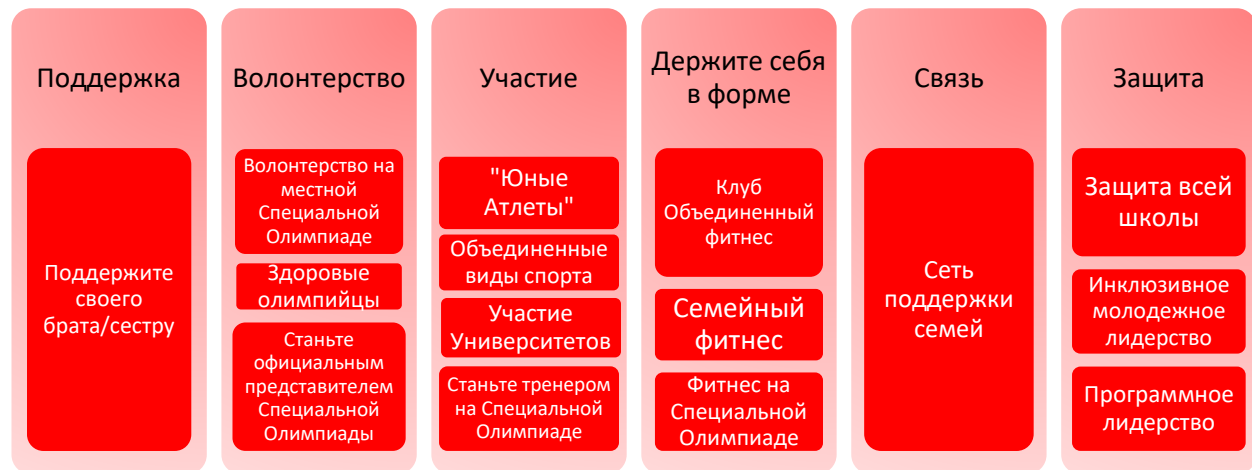 Поддержка
Поддержите
своего
брата/сестру
Волонтерство
Волонтерство на
местной
Специальной
Олимпиаде
Здоровые
олимпийцы
Станьте
официальным
представителем
Специальной
Олимпиады
Участие
"Юные
Атлеты"
Объединенные
виды спорта
Участие
Университетов
Станьте тренером
на Специальной
Олимпиаде
Держите себя
в форме
Клуб
Объединенный
фитнес
Семейный
фитнес
Фитнес на
Специальной
Олимпиаде
Связь
Сеть
поддержки
семей
Защита
Защита всей
школы
Инклюзивное
молодежное
лидерство
Программное
лидерство